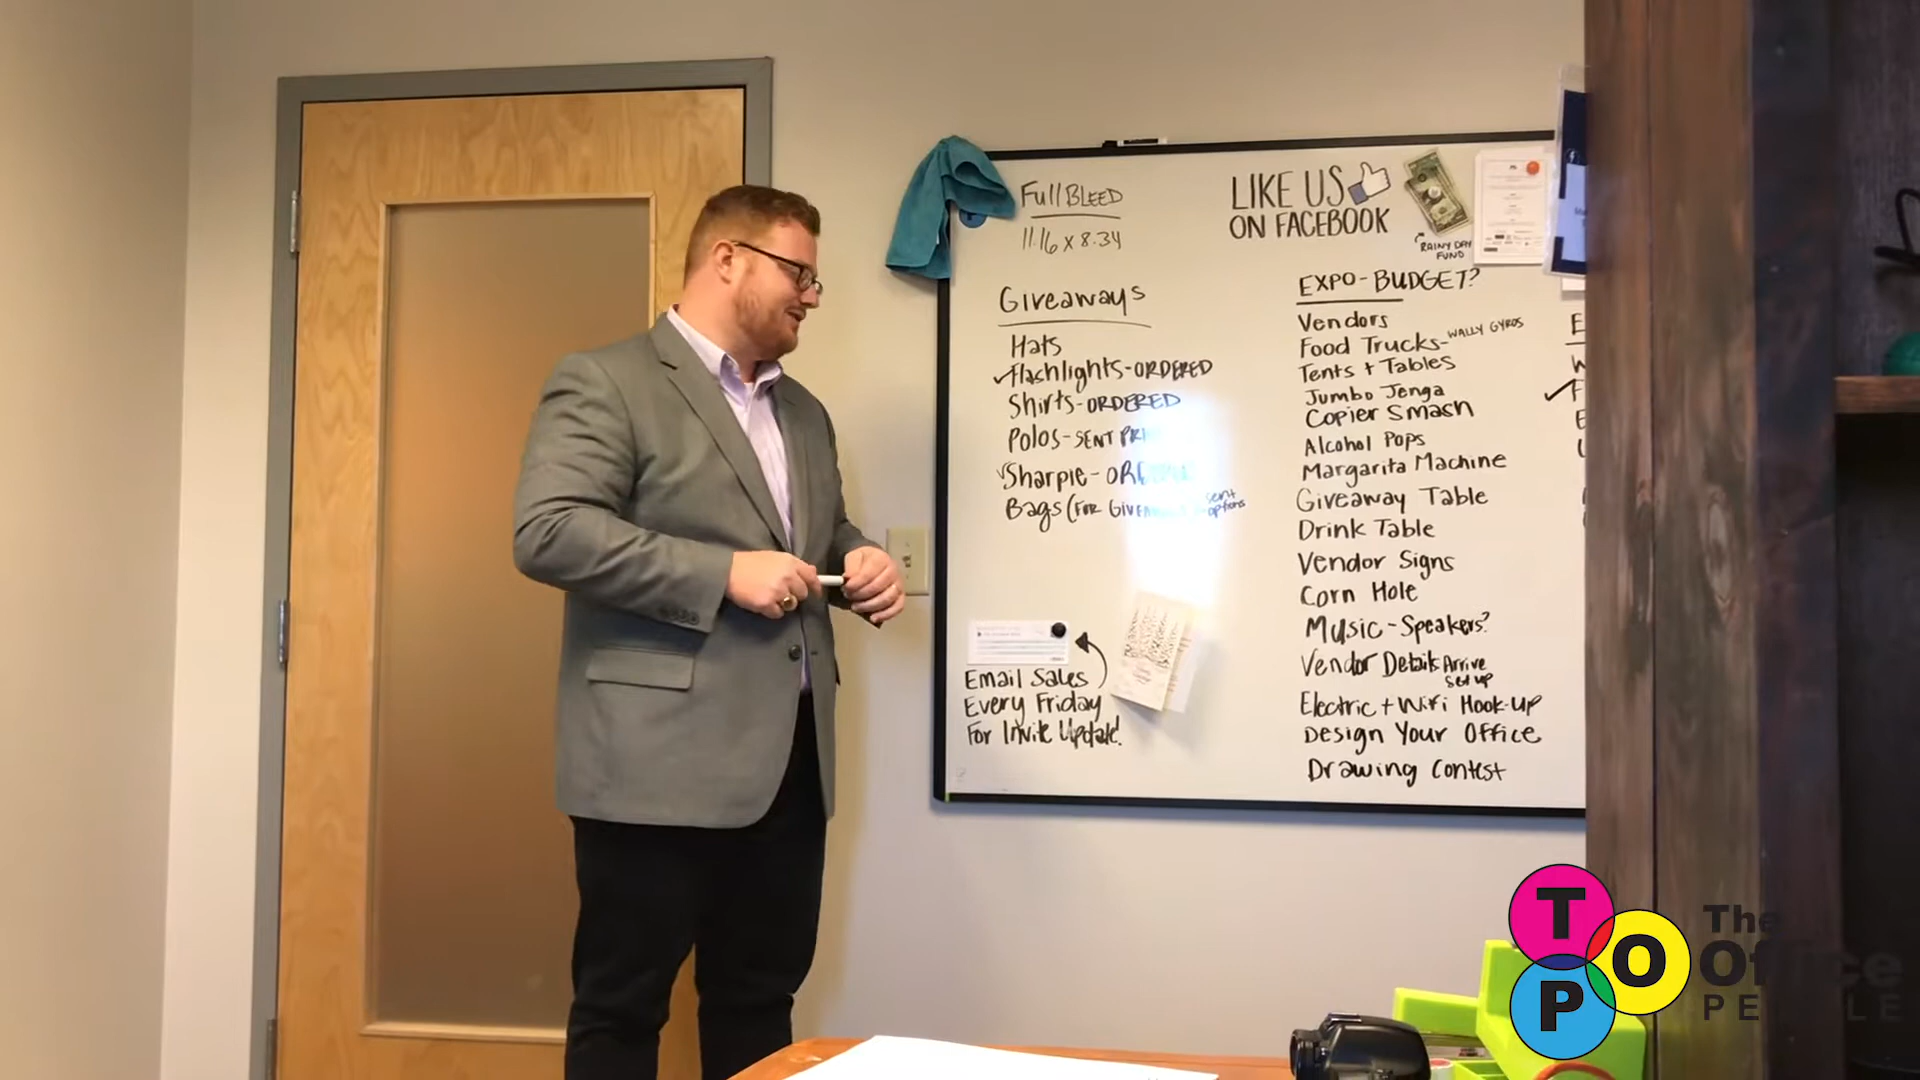 Full BLEED
11.16 x 8.34
LIKE US
ON FACEBOOK
RAINY DAY
FUND
Giveaways
Hats
Flashlights-ORDERED
Shirts-ORDERED
Polos-SENT
Sharpie-
Bags (FOR
sent
options
Email Sales
Every Friday
For Invite Update!
EXPO-BUDGET?
Vendors
Food Trucks-WALLY GYROS
Tents + Tables
Jumbo Jenga
Copier Smash
Alcohol Pops
Margarita Machine
Giveaway Table
Drink Table
Vendor Signs
Corn Hole
Music-Speakers?
Vendor Details Arrive
Set up
Electric + WiFi Hook-up
Design Your Office
Drawing Contest
T
O
P
The
Office
PEOPLE